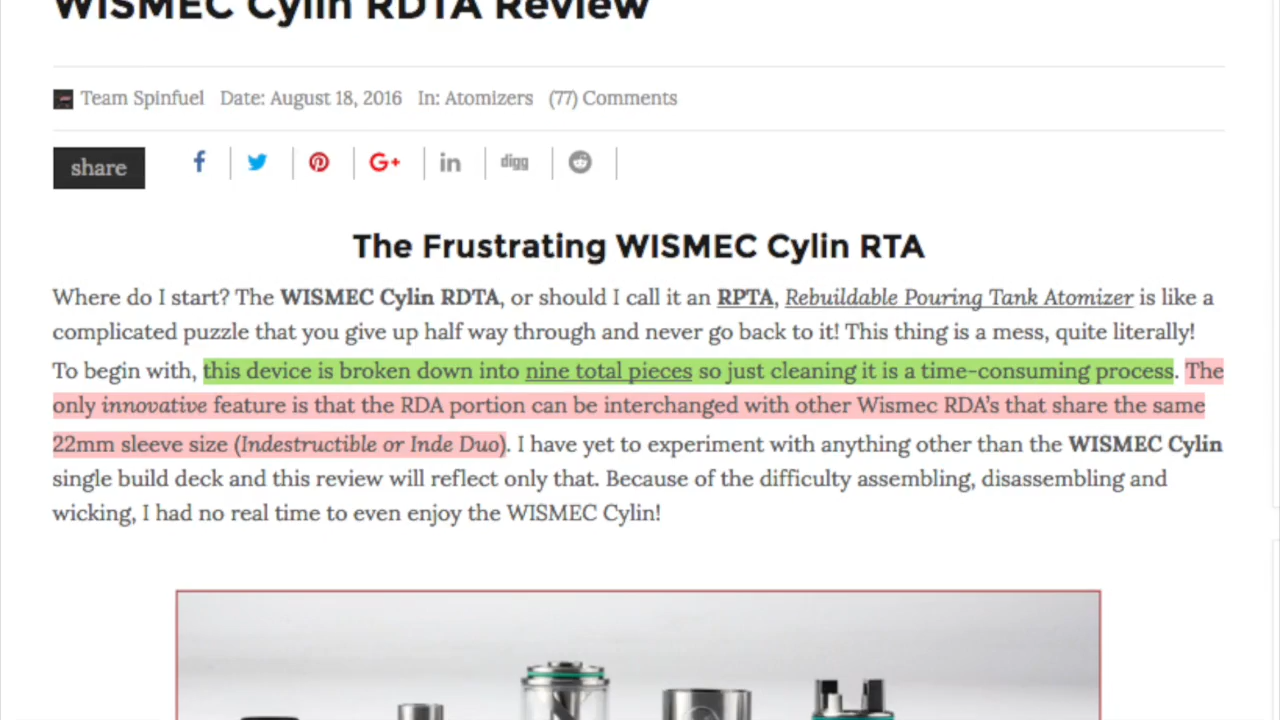 WISMEC Cylin RDTA Review
Team Spinfuel Date: August 18, 2016 In: Atomizers (77) Comments
share f G+ in digg
The Frustrating WISMEC Cylin RTA
Where do I start? The WISMEC Cylin RDTA, or should I call it an RPTA, Rebuildable Pouring Tank Atomizer is like a
complicated puzzle that you give up half way through and never go back to it! This thing is a mess, quite literally!
To begin with, this device is broken down into nine total pieces so just cleaning it is a time-consuming process. The
only innovative feature is that the RDA portion can be interchanged with other Wismec RDA's that share the same
22mm sleeve size (Indestructible or Inde Duo). I have yet to experiment with anything other than the WISMEC Cylin
single build deck and this review will reflect only that. Because of the difficulty assembling, disassembling and
wicking, I had no real time to even enjoy the WISMEC Cylin!